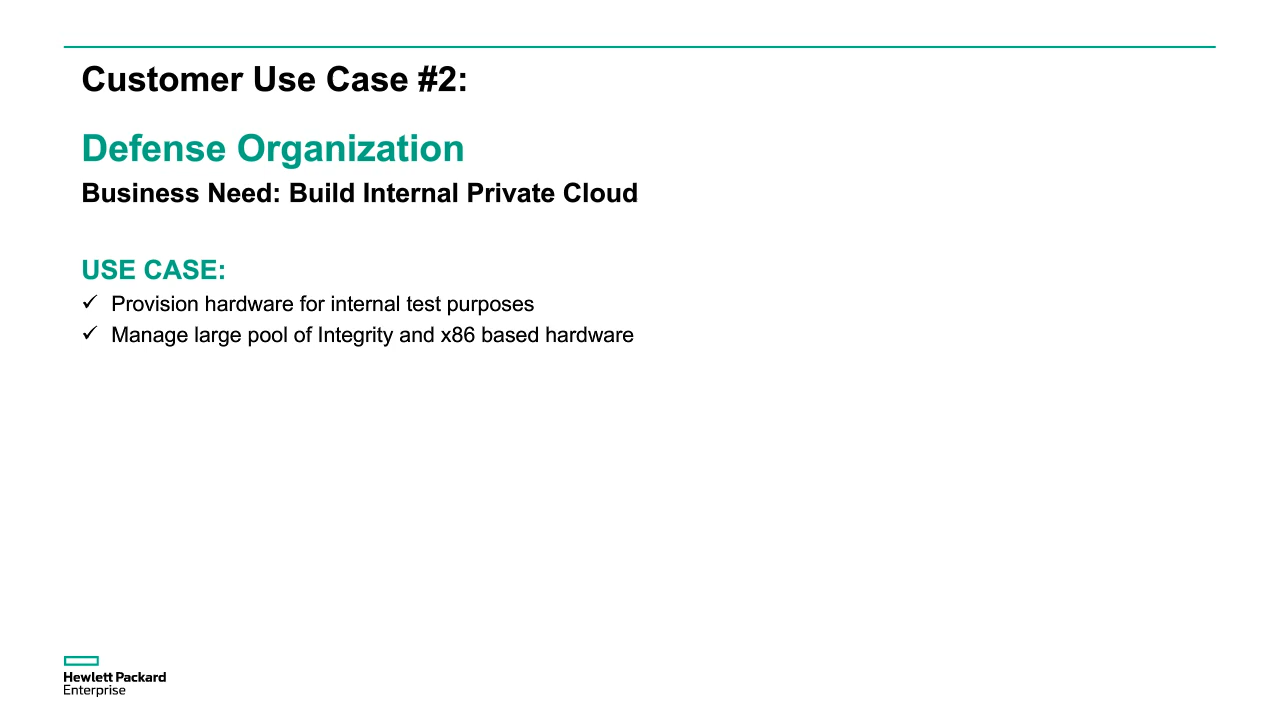 Customer Use Case #2:
Defense Organization
Business Need: Build Internal Private Cloud
USE CASE:
✓ Provision hardware for internal test purposes
✓ Manage large pool of Integrity and x86 based hardware
Hewlett Packard
Enterprise